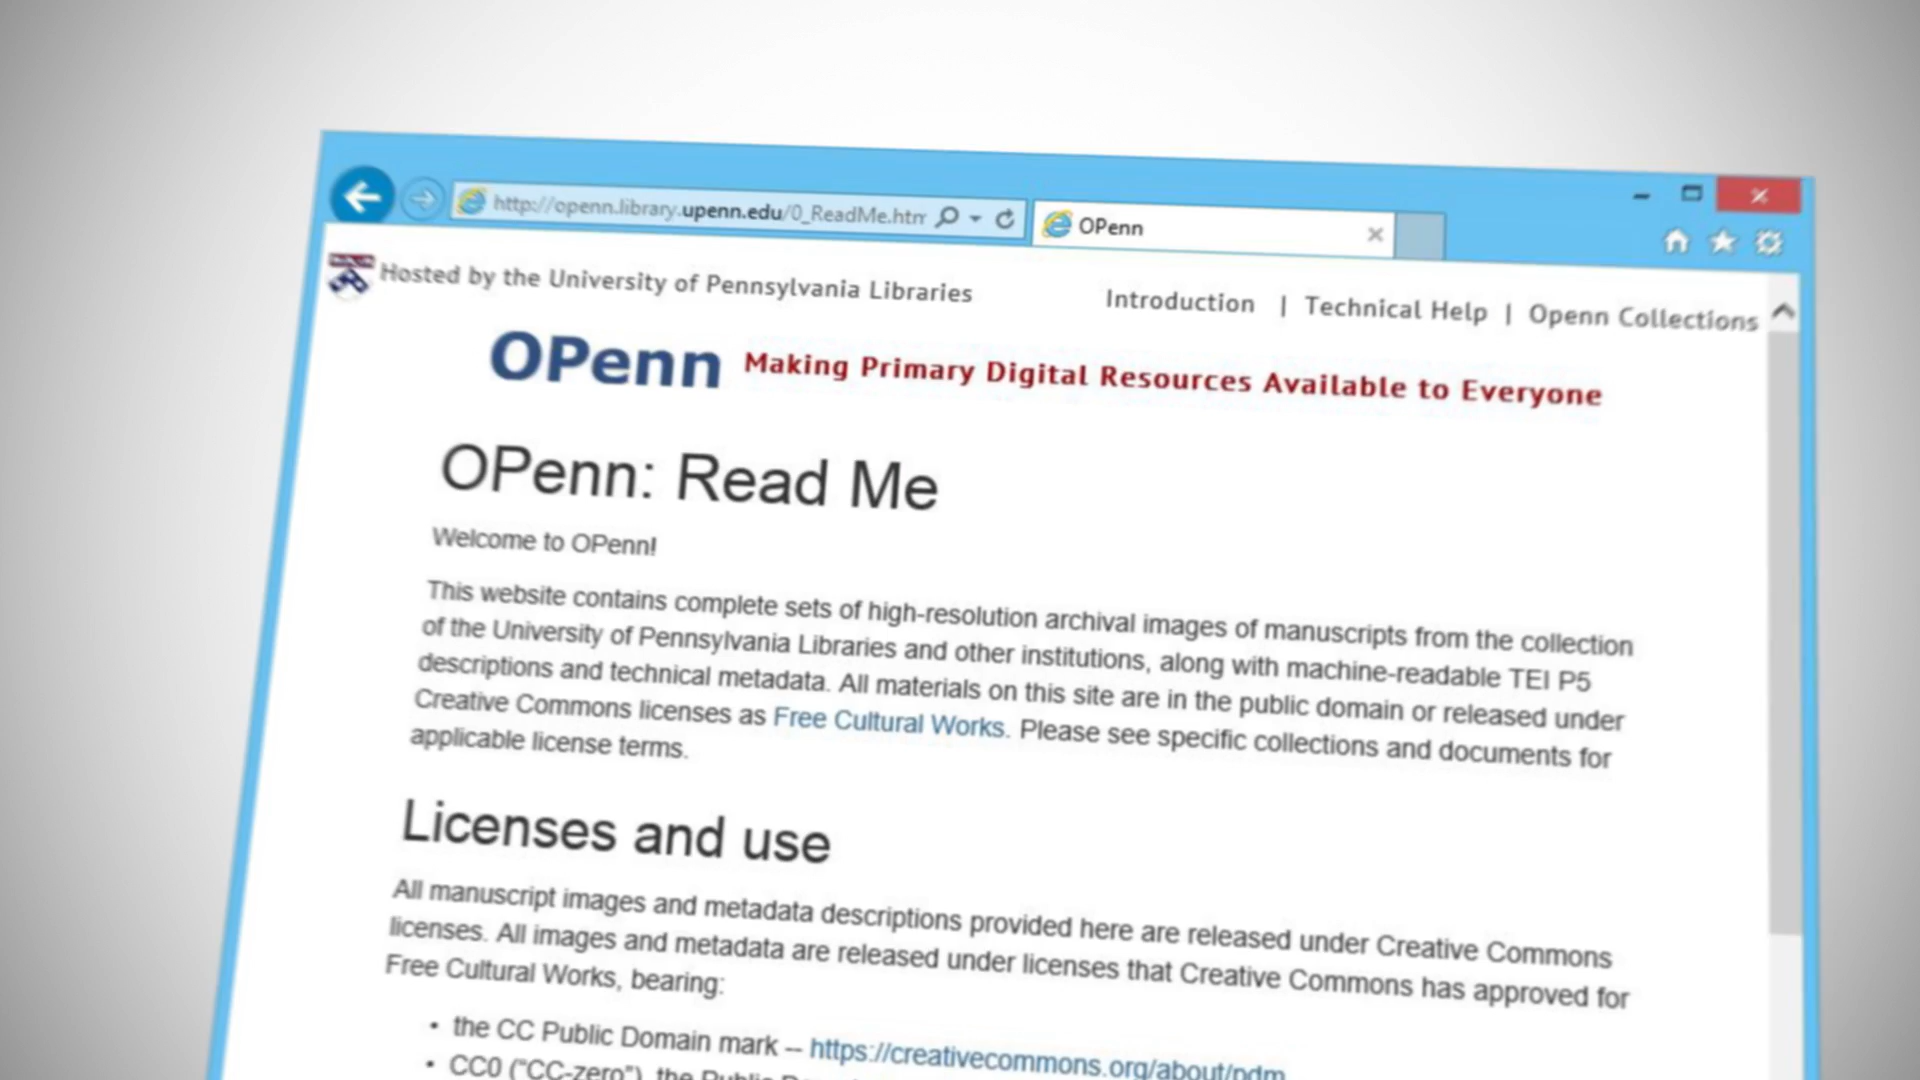 http://openn.library.upenn.edu/0_ReadMe.htm
OPenn
Hosted by the University of Pennsylvania Libraries
Introduction | Technical Help | Openn Collections
OPenn Making Primary Digital Resources Available to Everyone
OPenn: Read Me
Welcome to OPenn!
This website contains complete sets of high-resolution archival images of manuscripts from the collection
of the University of Pennsylvania Libraries and other institutions, along with machine-readable TEI P5
descriptions and technical metadata. All materials on this site are in the public domain or released under
Creative Commons licenses as Free Cultural Works. Please see specific collections and documents for
applicable license terms.
Licenses and use
All manuscript images and metadata descriptions provided here are released under Creative Commons
licenses. All images and metadata are released under licenses that Creative Commons has approved for
Free Cultural Works, bearing:
• the CC Public Domain mark – https://creativecommons.org/about/pdm
• CC0 ("CC-zero"), the Public